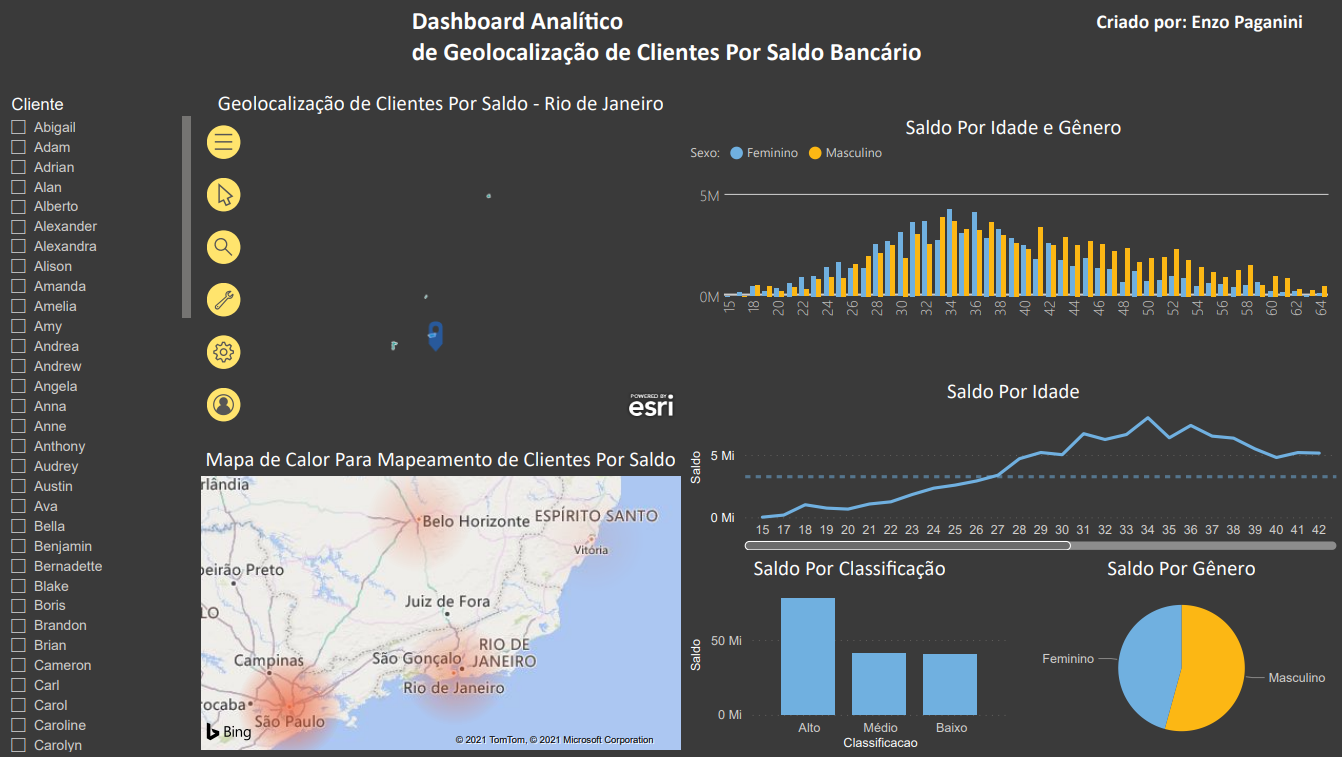 Dashboard Analítico
de Geolocalização de Clientes Por Saldo Bancário
Criado por: Enzo Paganini
Cliente
Abigail
Adam
Adrian
Alan
Alberto
Alexander
Alexandra
Alison
Amanda
Amelia
Amy
Andrea
Andrew
Angela
Anna
Anne
Anthony
Audrey
Austin
Ava
Bella
Benjamin
Bernadette
Blake
Boris
Brandon
Brian
Cameron
Carl
Carol
Caroline
Carolyn
Geolocalização de Clientes Por Saldo - Rio de Janeiro
POWERED BY
esri
Mapa de Calor Para Mapeamento de Clientes Por Saldo
rlândia
Belo Horizonte
ESPÍRITO SANTO
Vitória
beirão Preto
Juiz de Fora
LO
RIO DE
JANEIRO
São Gonçalo
Campinas
Rio de Janeiro
rocaba
São Paulo
Bing
© 2021 TomTom, © 2021 Microsoft Corporation
Saldo Por Idade e Gênero
Sexo: Feminino Masculino
5M
0M
15 18 20 22 24 26 28 30 32 34 36 38 40 42 44 46 48 50 52 54 56 58 60 62 64
Saldo Por Idade
Saldo
5 Mi
0 Mi
15 17 18 19 20 21 22 23 24 25 26 27 28 29 30 31 32 33 34 35 36 37 38 39 40 41 42
Saldo Por Classificação
Saldo
50 Mi
0 Mi
Alto Médio Baixo
Classificacao
Saldo Por Gênero
Feminino
Masculino